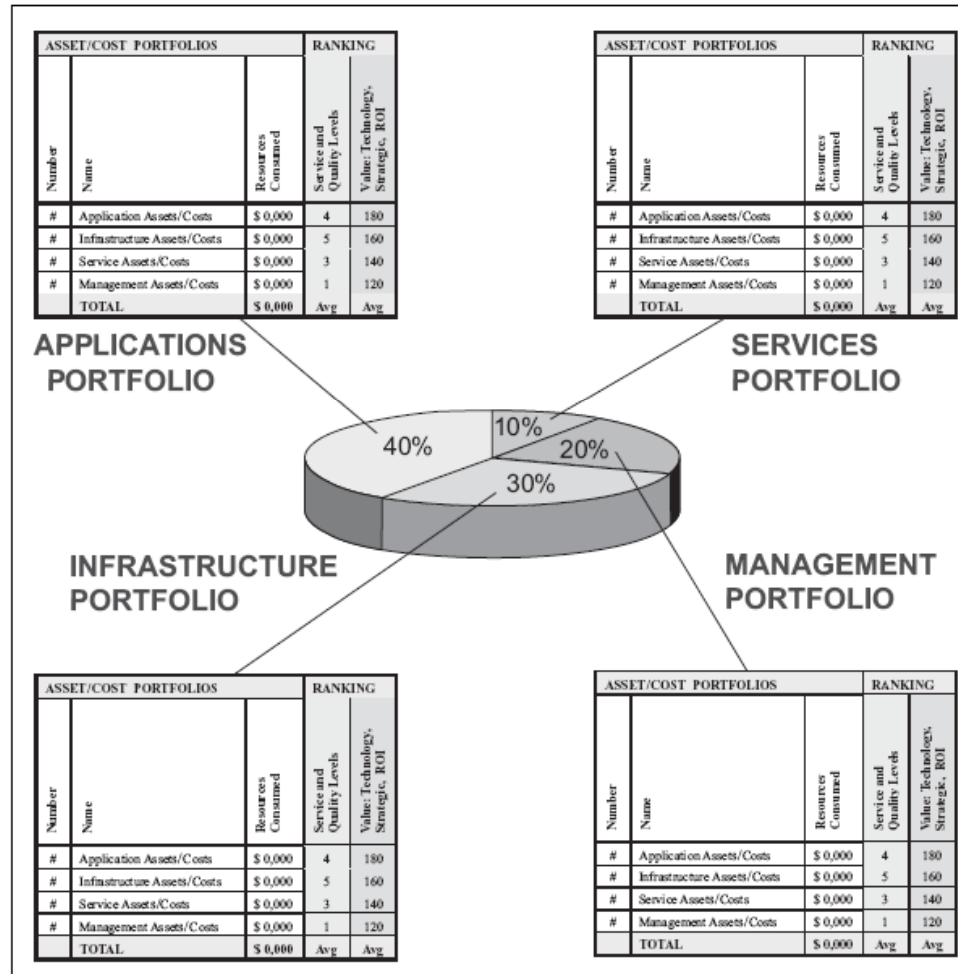 ASSET/COST PORTFOLIOS RANKING
Number Name Resources Consumed Service and Quality Levels Value: Technology, Strategic, ROI
# Application Assets/Costs $ 0,000 4 180
# Infrastructure Assets/Costs $ 0,000 5 160
# Service Assets/Costs $ 0,000 3 140
# Management Assets/Costs $ 0,000 1 120
TOTAL $ 0,000 Avg Avg
APPLICATIONS
PORTFOLIO
ASSET/COST PORTFOLIOS RANKING
Number Name Resources Consumed Service and Quality Levels Value: Technology, Strategic, ROI
# Application Assets/Costs $ 0,000 4 180
# Infrastructure Assets/Costs $ 0,000 5 160
# Service Assets/Costs $ 0,000 3 140
# Management Assets/Costs $ 0,000 1 120
TOTAL $ 0,000 Avg Avg
SERVICES
PORTFOLIO
40%
10%
20%
30%
INFRASTRUCTURE
PORTFOLIO
MANAGEMENT
PORTFOLIO
ASSET/COST PORTFOLIOS RANKING
Number Name Resources Consumed Service and Quality Levels Value: Technology, Strategic, ROI
# Application Assets/Costs $ 0,000 4 180
# Infrastructure Assets/Costs $ 0,000 5 160
# Service Assets/Costs $ 0,000 3 140
# Management Assets/Costs $ 0,000 1 120
TOTAL $ 0,000 Avg Avg
ASSET/COST PORTFOLIOS RANKING
Number Name Resources Consumed Service and Quality Levels Value: Technology, Strategic, ROI
# Application Assets/Costs $ 0,000 4 180
# Infrastructure Assets/Costs $ 0,000 5 160
# Service Assets/Costs $ 0,000 3 140
# Management Assets/Costs $ 0,000 1 120
TOTAL $ 0,000 Avg Avg